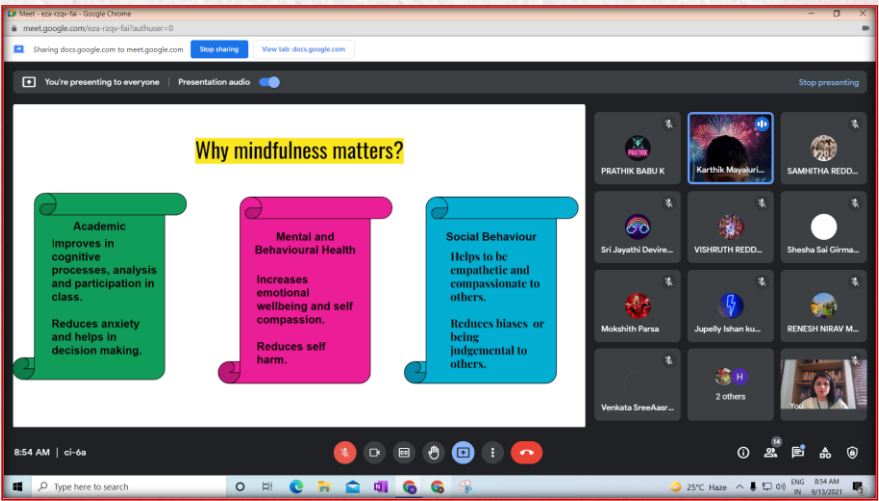 Meet - eza-rzqv-fai - Google Chrome
meet.google.com/eza-rzqv-fai?authuser=0
Sharing docs.google.com to meet.google.com
Stop sharing
View tab: docs.google.com
You're presenting to everyone
Presentation audio
Stop presenting
Why mindfulness matters?
Academic
Improves in
cognitive
processes, analysis
and participation in
class.
Reduces anxiety
and helps in
decision making.
Mental and
Behavioural Health
Increases
emotional
wellbeing and self
compassion.
Reduces self
harm.
Social Behaviour
Helps to be
empathetic and
compassionate to
others.
Reduces biases or
being
judgemental to
others.
PRATHIK
PRATHIK BABU K
Karthik Mayaluri...
SAMHITHA REDD...
Sri Jayathi Devire...
VISHRUTH REDD...
Shesha Sai Girma...
Mokshith Parsa
Jupelly Ishan ku...
RENESH NIRAV M...
Venkata SreeAasr...
H
2 others
You
8:54 AM | ci-6a
14
Type here to search
25°C Haze
ENG
IN
8:54 AM
9/13/2021
2